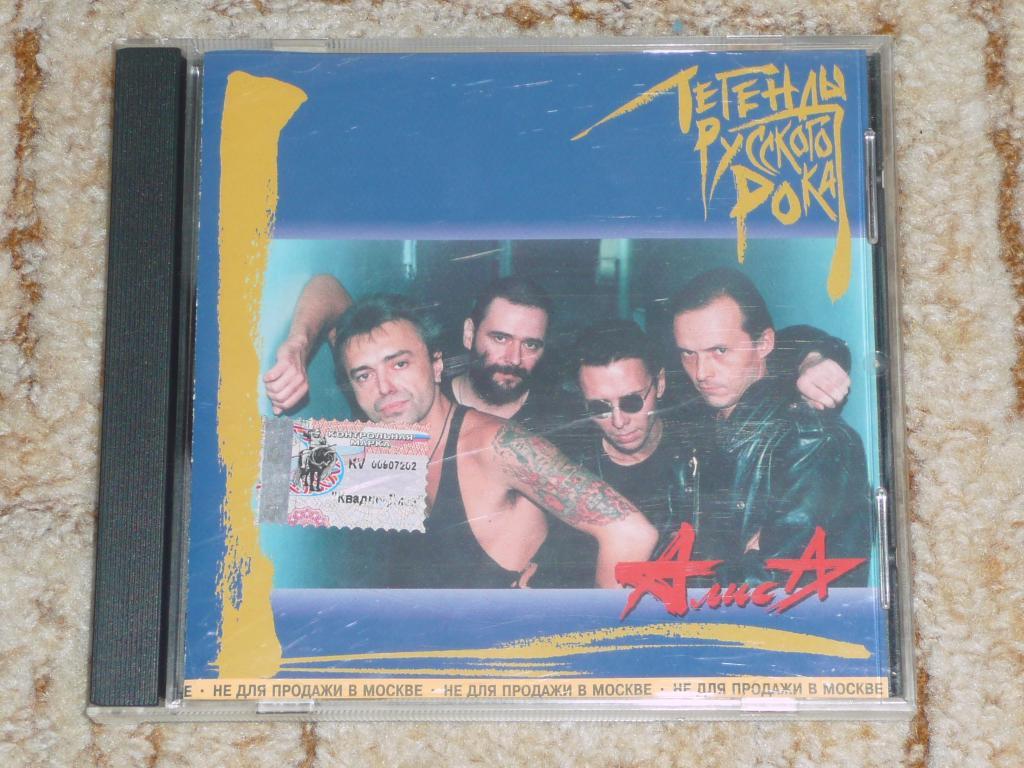 ЛЕГЕНДЫ
РУССКОГО
РОКА
КОНТРОЛЬНАЯ
МАРКА
KV 00607202
АлисА
Е · НЕ ДЛЯ ПРОДАЖИ В МОСКВЕ · НЕ ДЛЯ ПРОДАЖИ В МОСКВЕ · НЕ ДЛЯ ПРОДАЖИ В МОСКВЕ